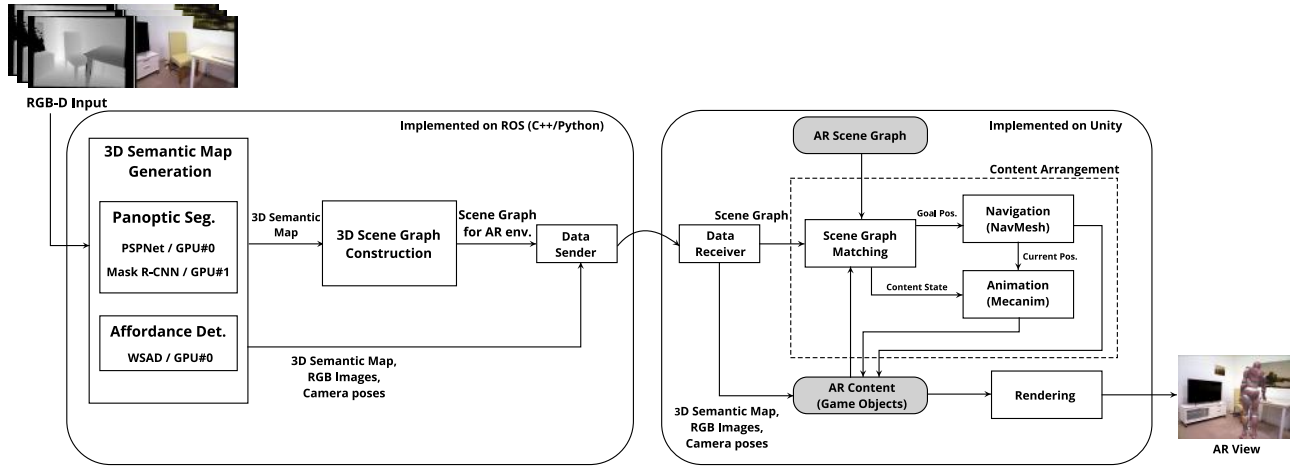 RGB-D Input
Implemented on ROS (C++/Python)
3D Semantic Map
Generation
Panoptic Seg.
PSPNet / GPU#0
Mask R-CNN / GPU#1
Affordance Det.
WSAD / GPU#0
3D Semantic
Map
3D Scene Graph
Construction
Scene Graph
for AR env.
Data
Sender
3D Semantic Map,
RGB Images,
Camera poses
Implemented on Unity
AR Scene Graph
Content Arrangement
Scene Graph
Data
Receiver
Scene Graph
Matching
Goal Pos.
Navigation
(NavMesh)
Current Pos.
Content State
Animation
(Mecanim)
3D Semantic Map,
RGB Images,
Camera poses
AR Content
(Game Objects)
Rendering
AR View